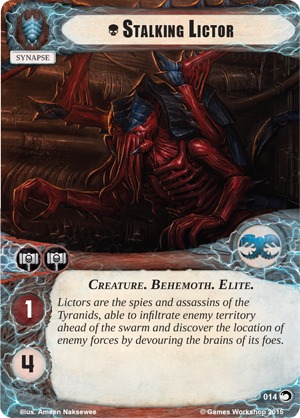 Stalking Lictor
SYNAPSE
Creature. Behemoth. Elite.
1
Lictors are the spies and assassins of the
Tyranids, able to infiltrate enemy territory
ahead of the swarm and discover the location of
enemy forces by devouring the brains of its foes.
4
014
Illus. Ameen Naksewee
© Games Workshop 2015